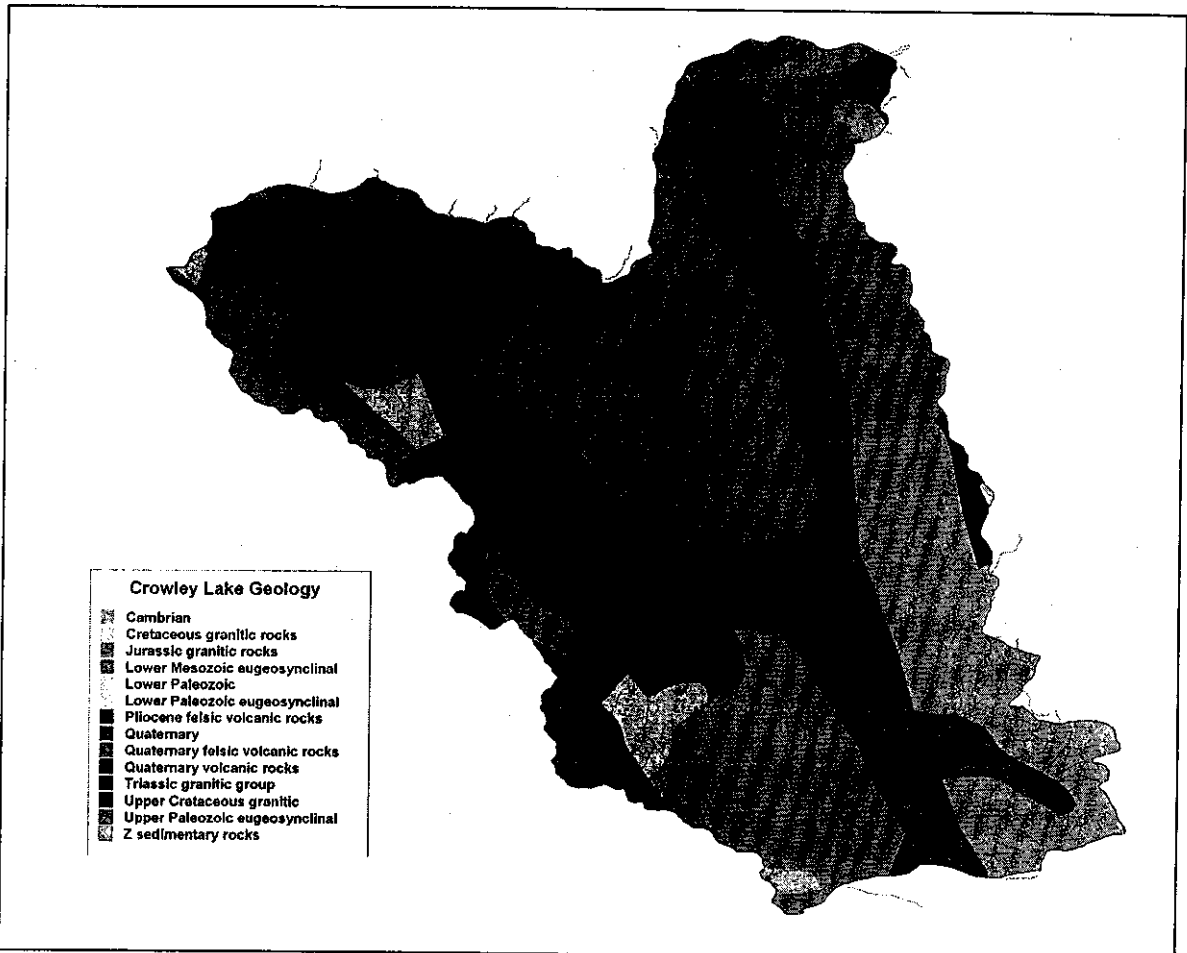 Crowley Lake Geology
Cambrian
Cretaceous granitic rocks
Jurassic granitic rocks
Lower Mesozoic eugeosynclinal
Lower Paleozoic
Lower Paleozoic eugeosynclinal
Pliocene felsic volcanic rocks
Quaternary
Quaternary felsic volcanic rocks
Quaternary volcanic rocks
Triassic granitic group
Upper Cretaceous granitic
Upper Paleozoic eugeosynclinal
Z sedimentary rocks